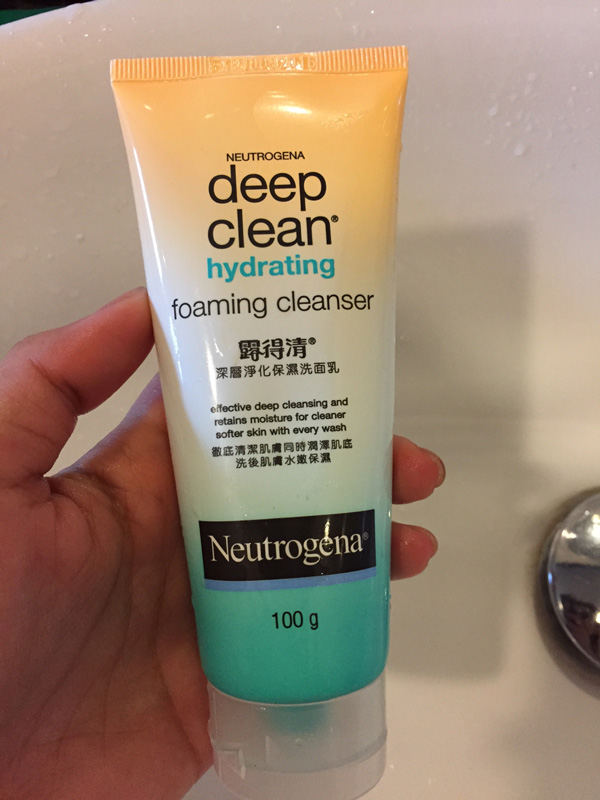 NEUTROGENA
deep
clean®
hydrating
foaming cleanser
露得清®
深層淨化保濕洗面乳
effective deep cleansing and
retains moisture for cleaner
softer skin with every wash
徹底清潔肌膚同時潤澤肌底
洗後肌膚水嫩保濕
Neutrogena®
100 g